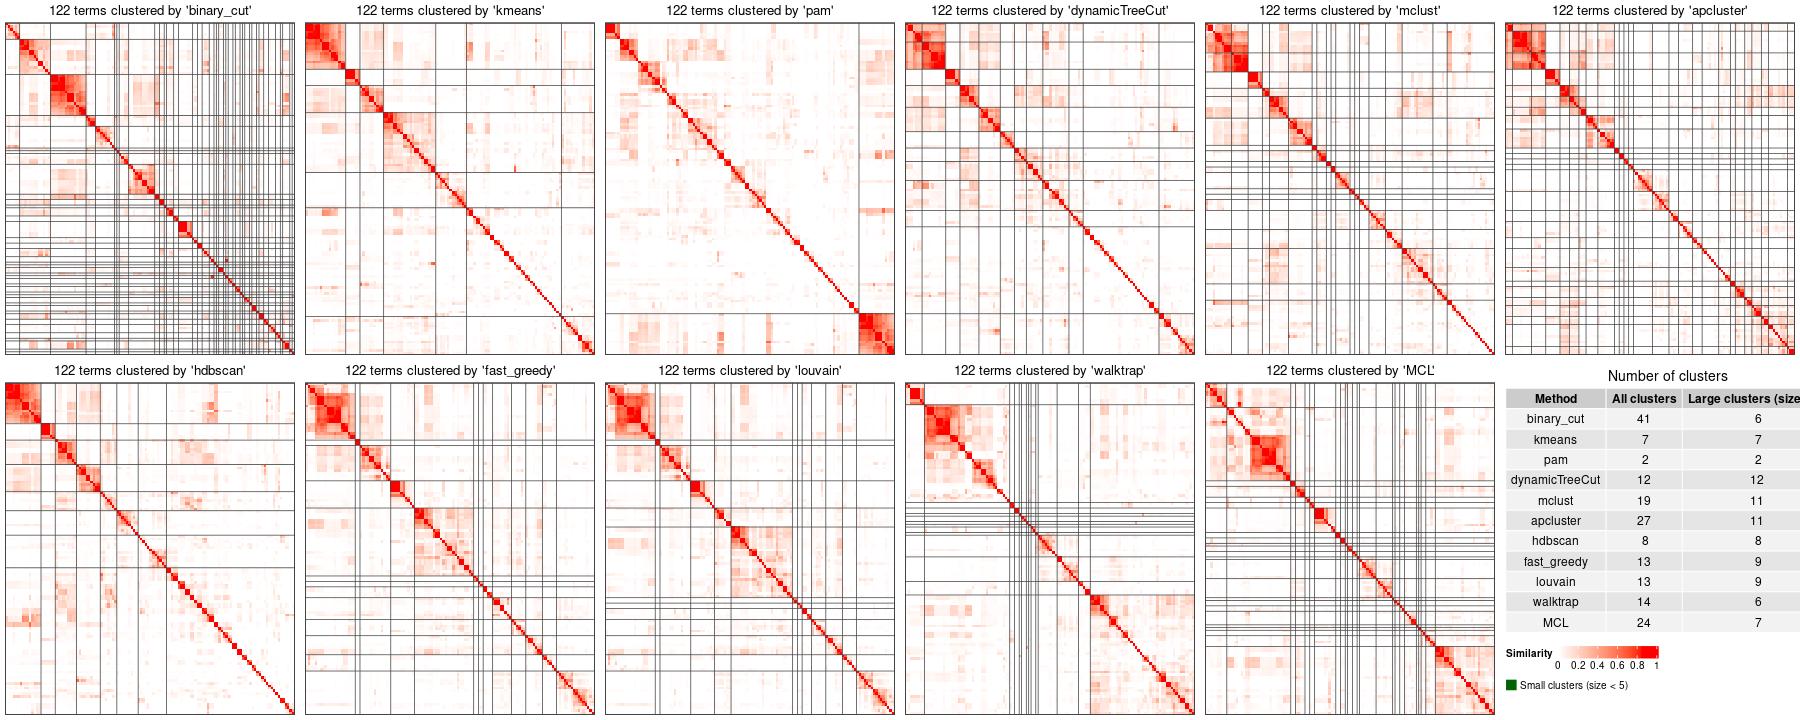 122 terms clustered by 'binary_cut'
122 terms clustered by 'kmeans'
122 terms clustered by 'pam'
122 terms clustered by 'dynamicTreeCut'
122 terms clustered by 'mclust'
122 terms clustered by 'apcluster'
122 terms clustered by 'hdbscan'
122 terms clustered by 'fast_greedy'
122 terms clustered by 'louvain'
122 terms clustered by 'walktrap'
122 terms clustered by 'MCL'
Number of clusters
Method All clusters Large clusters (size
binary_cut 41 6
kmeans 7 7
pam 2 2
dynamicTreeCut 12 12
mclust 19 11
apcluster 27 11
hdbscan 8 8
fast_greedy 13 9
louvain 13 9
walktrap 14 6
MCL 24 7
Similarity
0 0.2 0.4 0.6 0.8 1
Small clusters (size < 5)